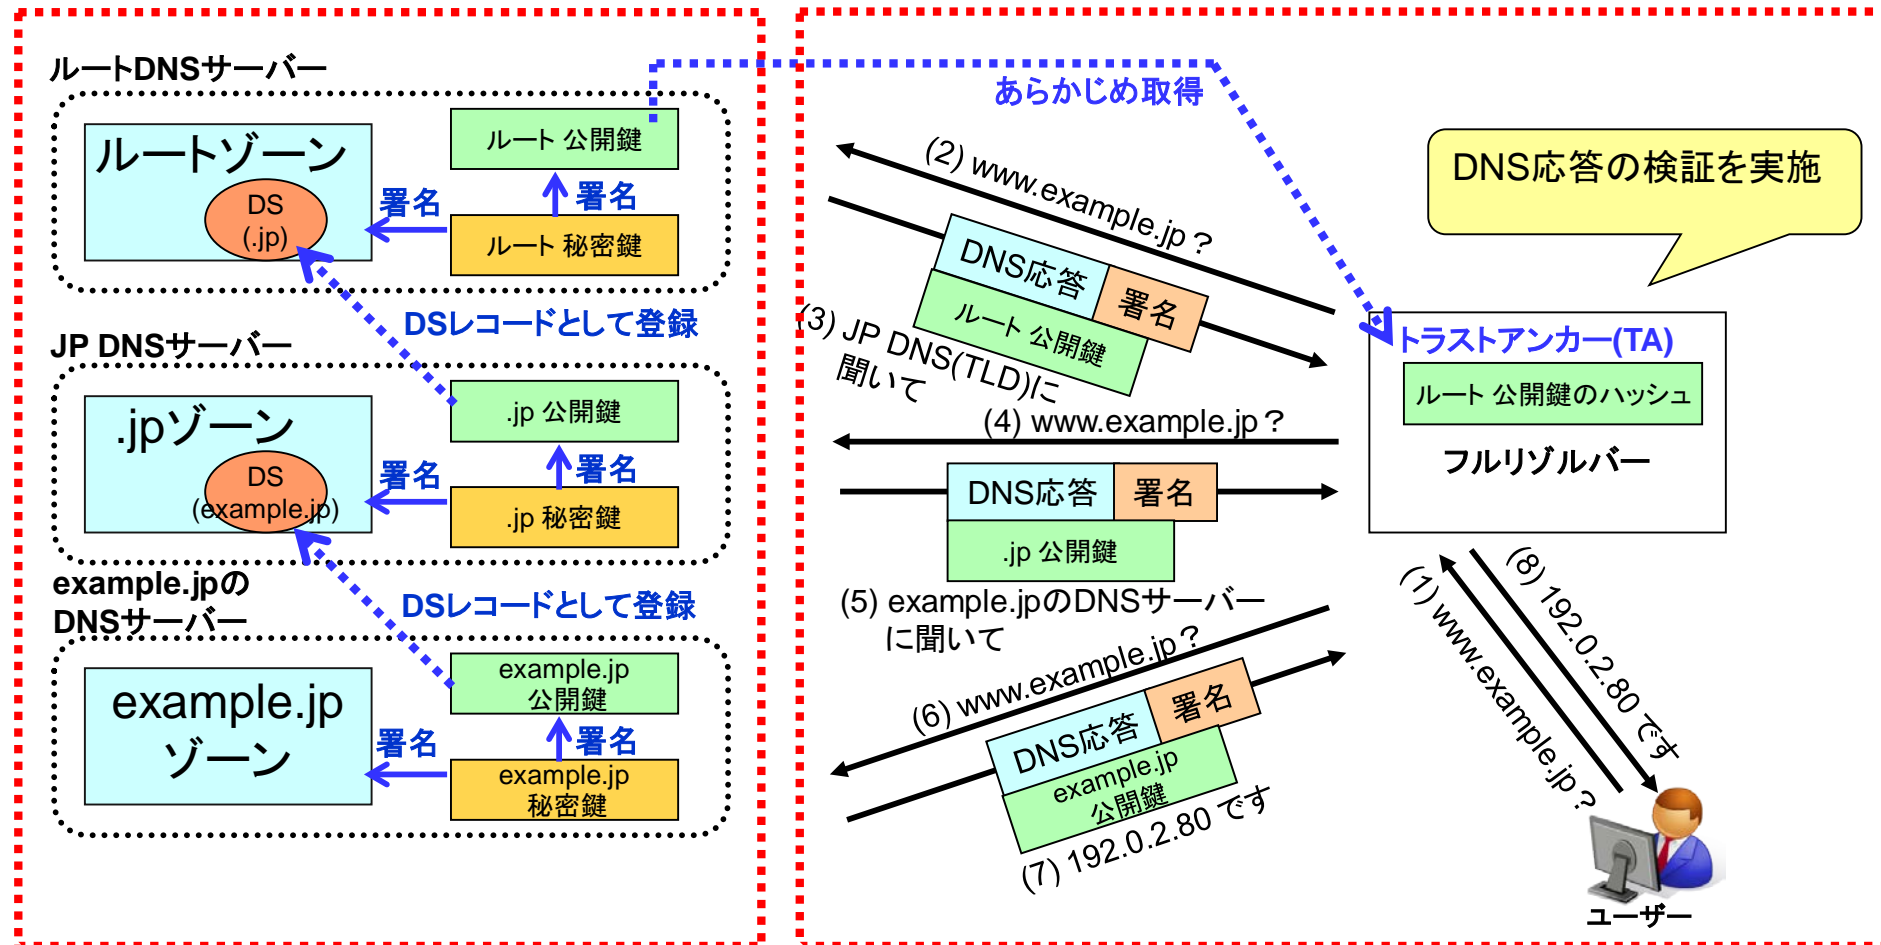 ルートDNSサーバー
ルートゾーン
DS
(.jp)
署名
ルート 公開鍵
署名
ルート 秘密鍵
DSレコードとして登録
JP DNSサーバー
.jpゾーン
DS
(example.jp)
署名
.jp 公開鍵
署名
.jp 秘密鍵
DSレコードとして登録
example.jpの
DNSサーバー
example.jp
ゾーン
署名
example.jp
公開鍵
署名
example.jp
秘密鍵
あらかじめ取得
(2) www.example.jp？
DNS応答
署名
ルート 公開鍵
(3) JP DNS(TLD)に
聞いて
(4) www.example.jp？
DNS応答
署名
.jp 公開鍵
(5) example.jpのDNSサーバー
に聞いて
(6) www.example.jp？
DNS応答
署名
example.jp
公開鍵
(7) 192.0.2.80 です
DNS応答の検証を実施
トラストアンカー(TA)
ルート 公開鍵のハッシュ
フルリゾルバー
(8) 192.0.2.80 です
(1) www.example.jp？
ユーザー